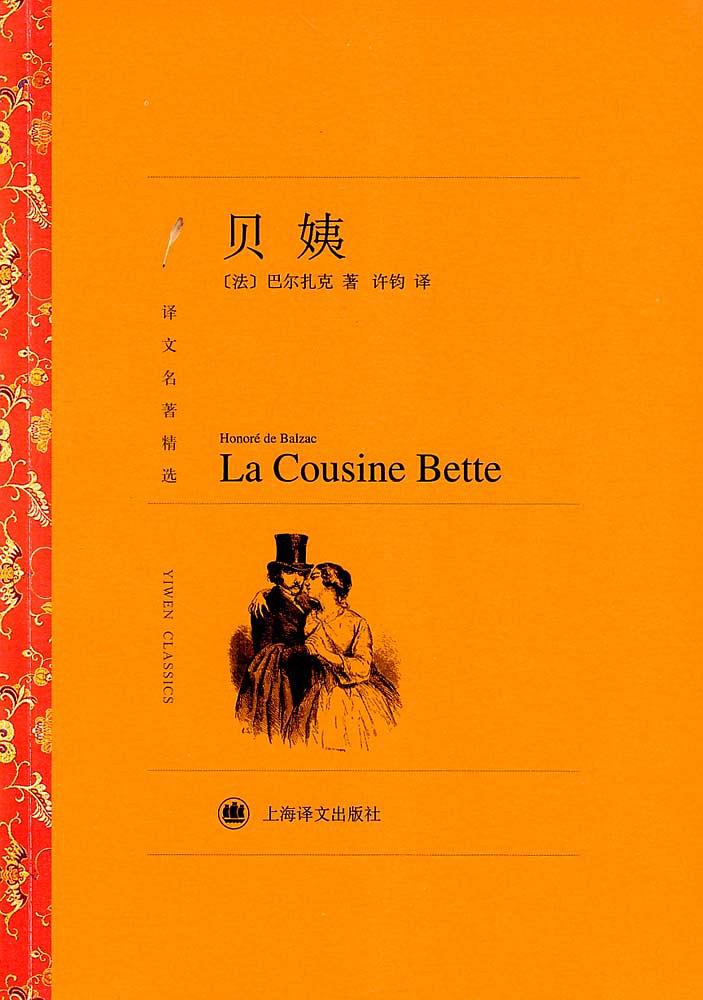 贝姨
〔法〕巴尔扎克 著 许钧 译
译文名著精选
Honoré de Balzac
La Cousine Bette
YIWEN CLASSICS
上海译文出版社